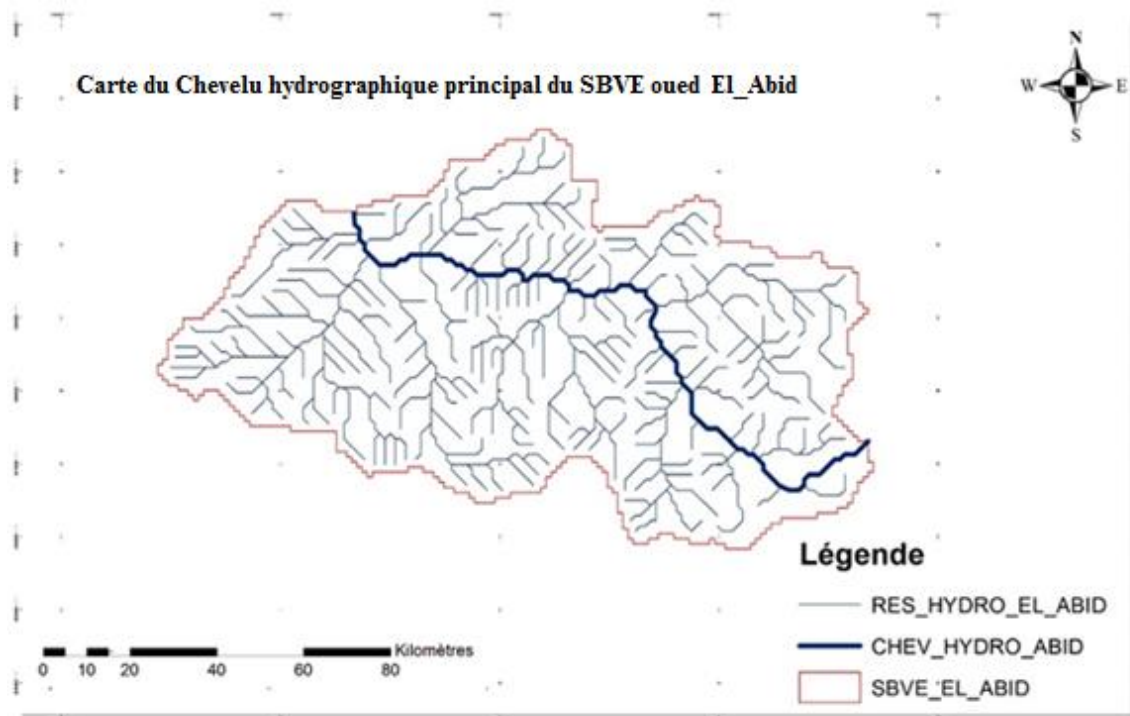 Carte du Chevelu hydrographique principal du SBVE oued El_Abid
N
W E
S
Légende
RES_HYDRO_EL_ABID
CHEV_HYDRO_ABID
SBVE_EL_ABID
Kilomètres
0 10 20 40 60 80